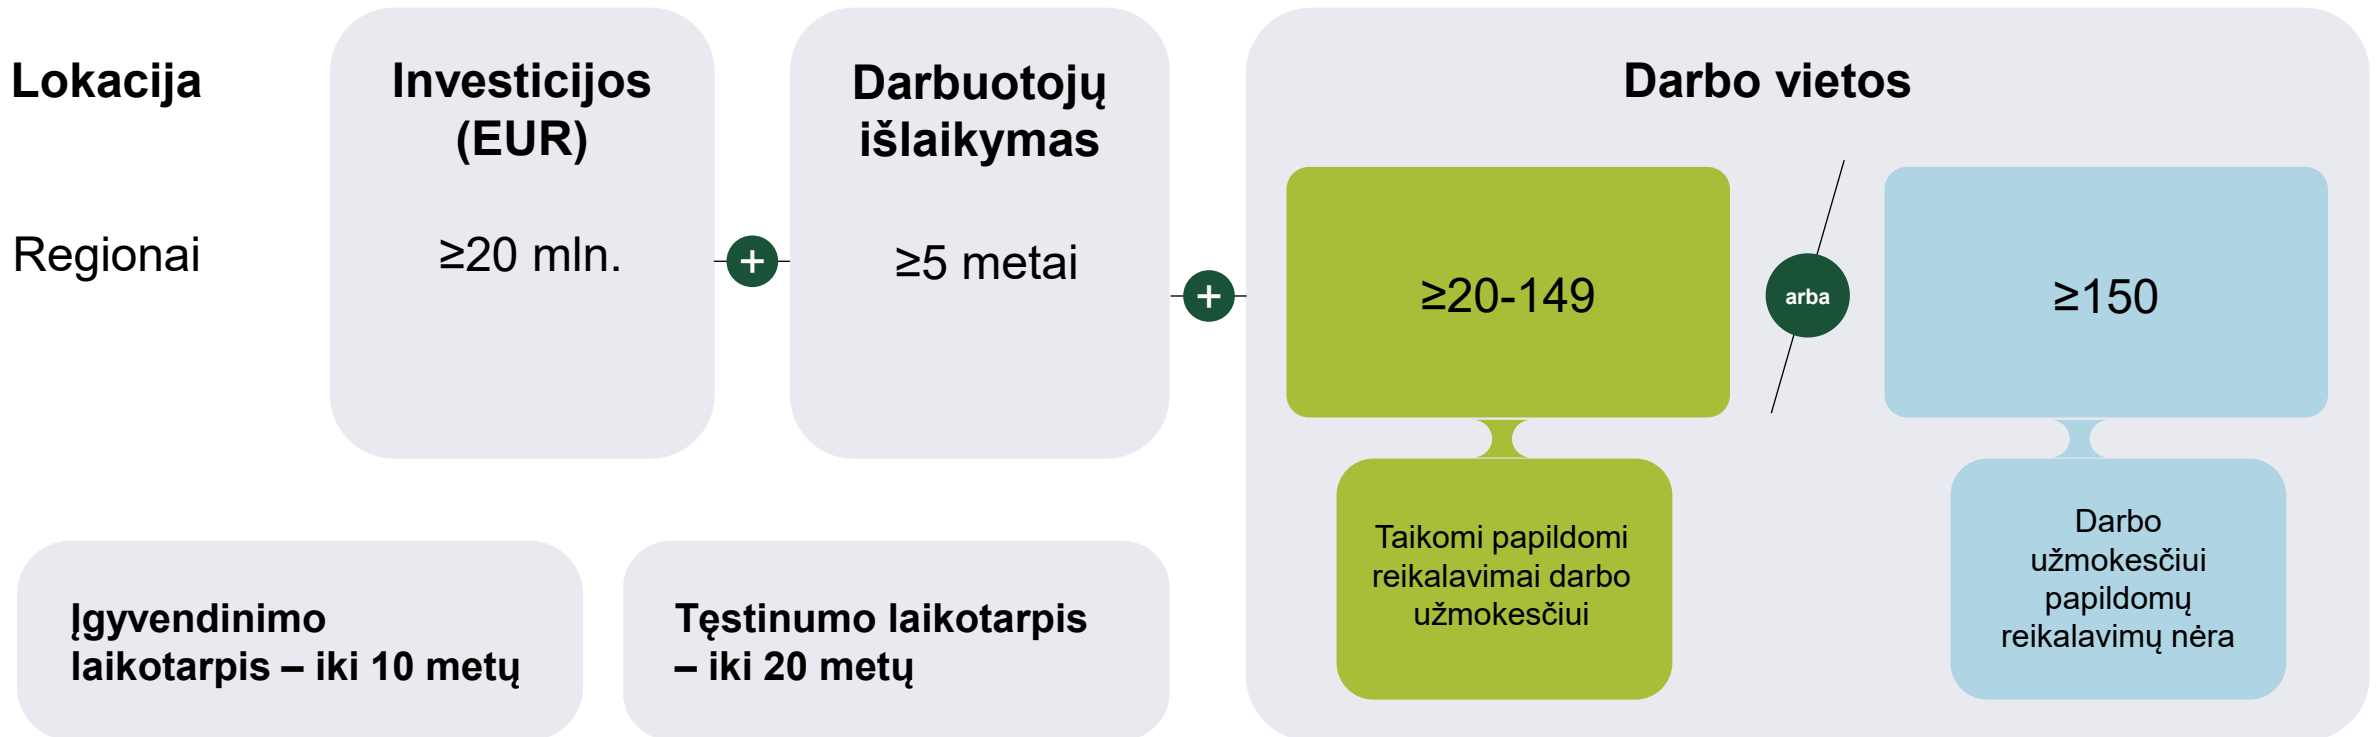 Lokacija
Investicijos
(EUR)
Darbuotojų
išlaikymas
Darbo vietos
Regionai
≥20 mln.
+
≥5 metai
+
≥20-149
arba
≥150
Taikomi papildomi
reikalavimai darbo
užmokesčiui
Darbo
užmokesčiui
papildomų
reikalavimų nėra
Įgyvendinimo
laikotarpis – iki 10 metų
Tęstinumo laikotarpis
– iki 20 metų